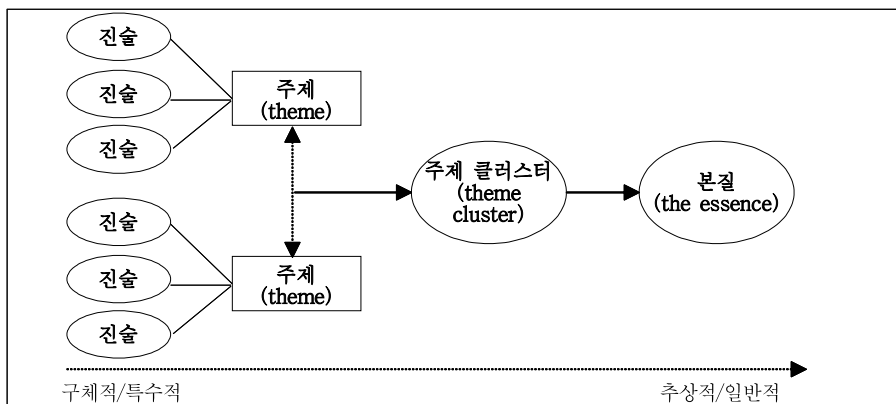 진술
진술
진술
주제
(theme)
진술
진술
진술
주제
(theme)
주제 클러스터
(theme
cluster)
본질
(the essence)
구체적/특수적
추상적/일반적